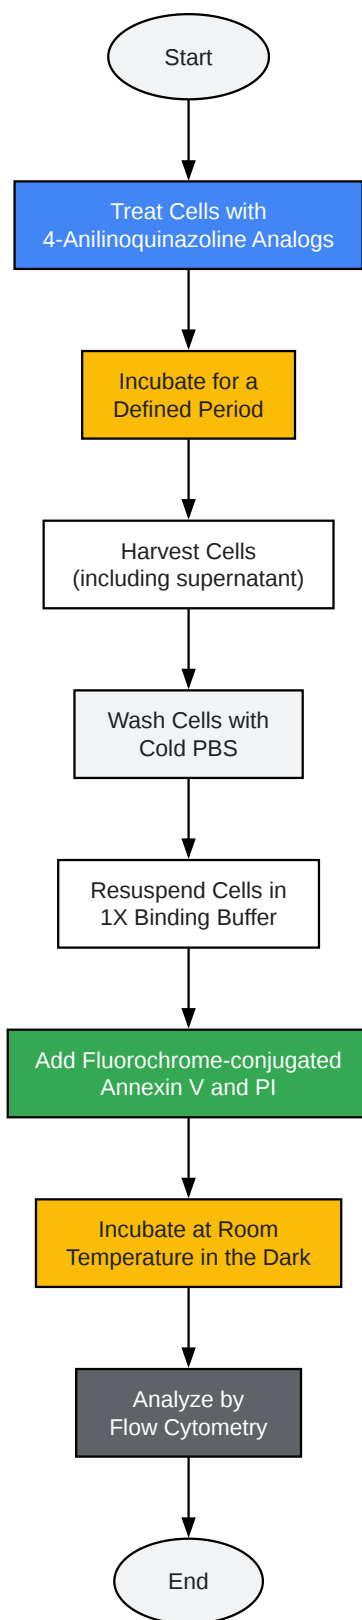 Start
Treat Cells with
4-Anilinoquinazoline Analogs
Incubate for a
Defined Period
Harvest Cells
(including supernatant)
Wash Cells with
Cold PBS
Resuspend Cells in
1X Binding Buffer
Add Fluorochrome-conjugated
Annexin V and PI
Incubate at Room
Temperature in the Dark
Analyze by
Flow Cytometry
End